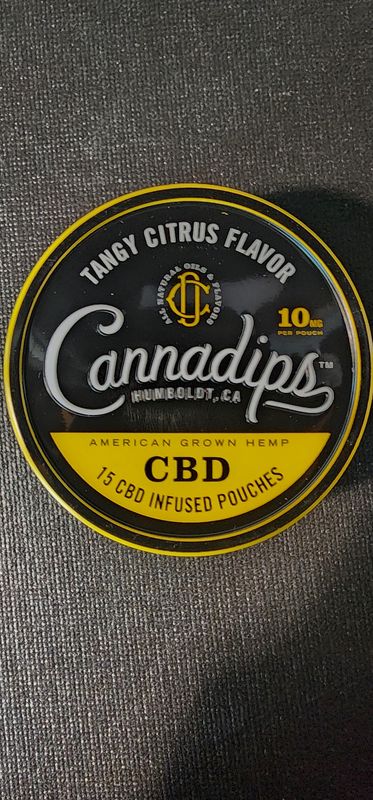 TANGY CITRUS FLAVOR
ALL NATURAL OILS & FLAVORS
CD
10MG
PER POUCH
Cannadips™
HUMBOLDT, CA
AMERICAN GROWN HEMP
CBD
15 CBD INFUSED POUCHES